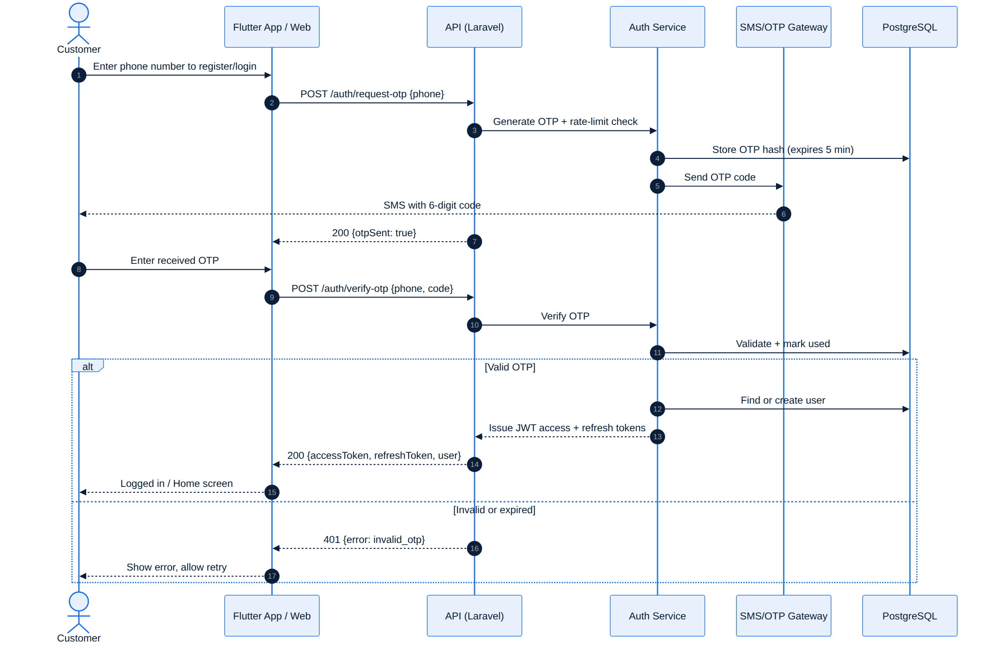 Customer
Flutter App / Web
API (Laravel)
Auth Service
SMS/OTP Gateway
PostgreSQL
Enter phone number to register/login
1
POST /auth/request-otp {phone}
2
Generate OTP + rate-limit check
3
Store OTP hash (expires 5 min)
4
Send OTP code
5
SMS with 6-digit code
6
200 {otpSent: true}
7
Enter received OTP
8
POST /auth/verify-otp {phone, code}
9
Verify OTP
10
Validate + mark used
11
alt
[Valid OTP]
Find or create user
12
Issue JWT access + refresh tokens
13
200 {accessToken, refreshToken, user}
14
Logged in / Home screen
15
[Invalid or expired]
401 {error: invalid_otp}
16
Show error, allow retry
17
Customer
Flutter App / Web
API (Laravel)
Auth Service
SMS/OTP Gateway
PostgreSQL